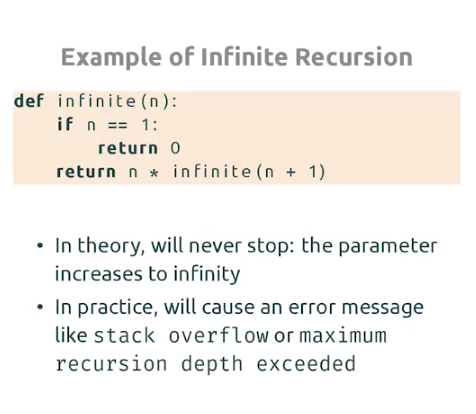 Example of Infinite Recursion
def infinite(n):
    if n == 1:
        return 0
    return n * infinite(n + 1)
• In theory, will never stop: the parameter
increases to infinity
• In practice, will cause an error message
like stack overflow or maximum
recursion depth exceeded